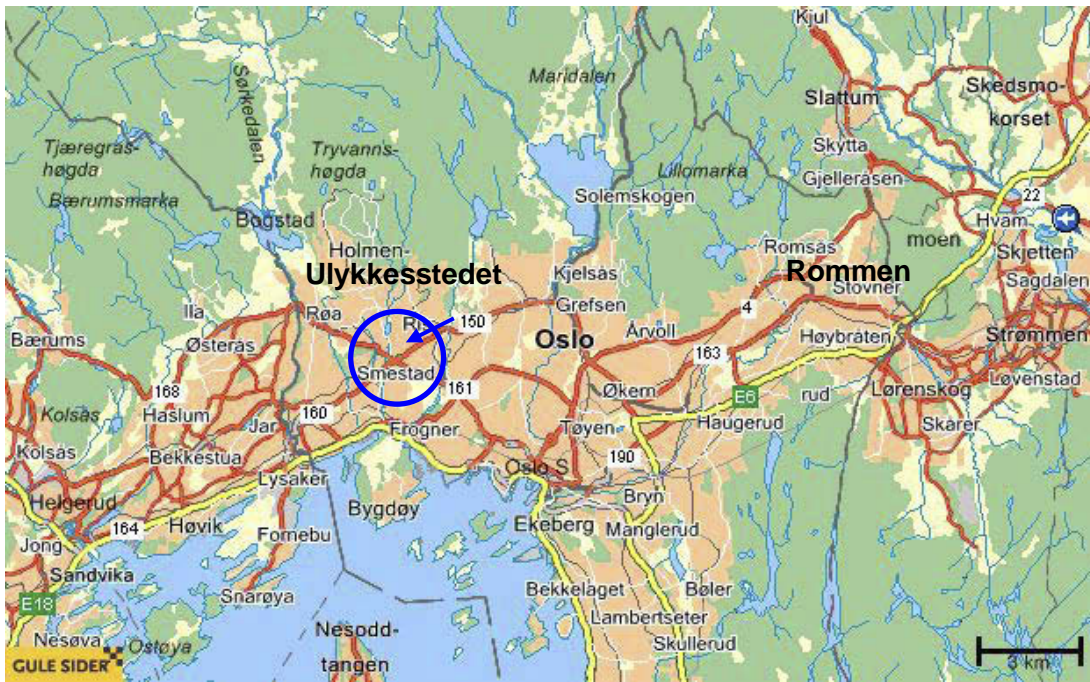 Kjul
Slattum
Skedsmo-
korset
Skytta
Gjelleråsen
Maridalen
Sørkedalen
Tjæregras-
høgda
Tryvanns-
høgda
Bærumsmarka
Lillomarka
Solemskogen
22
Hvam
moen
Skjetten
Bogstad
Holmen-
Kjelsås
Romsås
Ulykkesstedet
Rommen
Stovner
Sagdalen
Ila
Røa
Ris
150
Grefsen
4
Oslo
Årvoll
Høybråten
Strømmen
Bærums
Østerås
Smestad
163
161
Økern
E6
rud
Lørenskog
Løvenstad
168
Kolsås
Haslum
160
Jar
Frogner
Tøyen
Haugerud
Skårer
Kolsås
Bekkestua
Lysaker
Oslo S
190
Helgerud
Bygdøy
Bryn
164
Høvik
Fornebu
Ekeberg
Manglerud
Jong
Sandvika
Snarøya
Bekkelaget
Bøler
E18
Lambertseter
Nesøya
Ostøya
Nesodd-
tangen
Skullerud
GULE SIDER
3 km